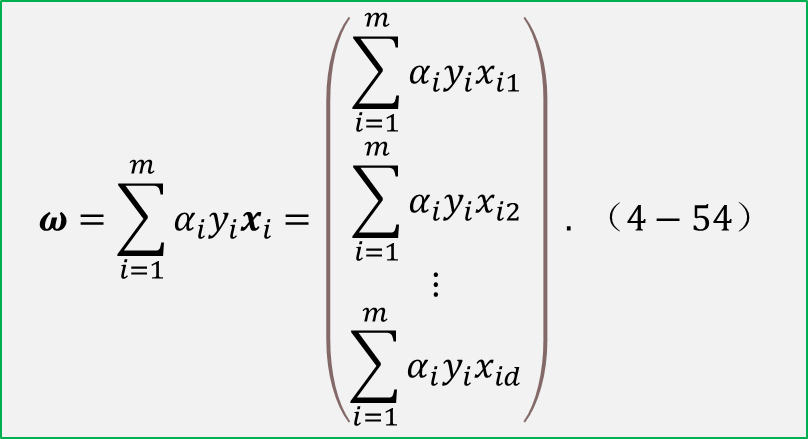 𝝎 = ∑_{i=1}^{m} α_i y_i 𝒙_i = ( ∑_{i=1}^{m} α_i y_i x_{i1}
∑_{i=1}^{m} α_i y_i x_{i2}
⋮
∑_{i=1}^{m} α_i y_i x_{id} ) . （4 − 54）